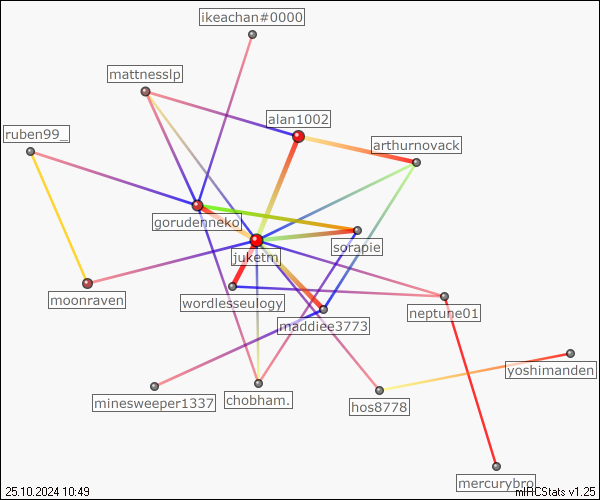 ikeachan#0000
mattnesslp
alan1002
ruben99_
arthurnovack
gorudenneko
sorapie
juketn
moonraven
wordlesseulogy
neptune01
maddiee3773
yoshimanden
minesweeper1337
chobham.
hos8778
mercurybro
25.10.2024 10:49
mIRCStats v1.25